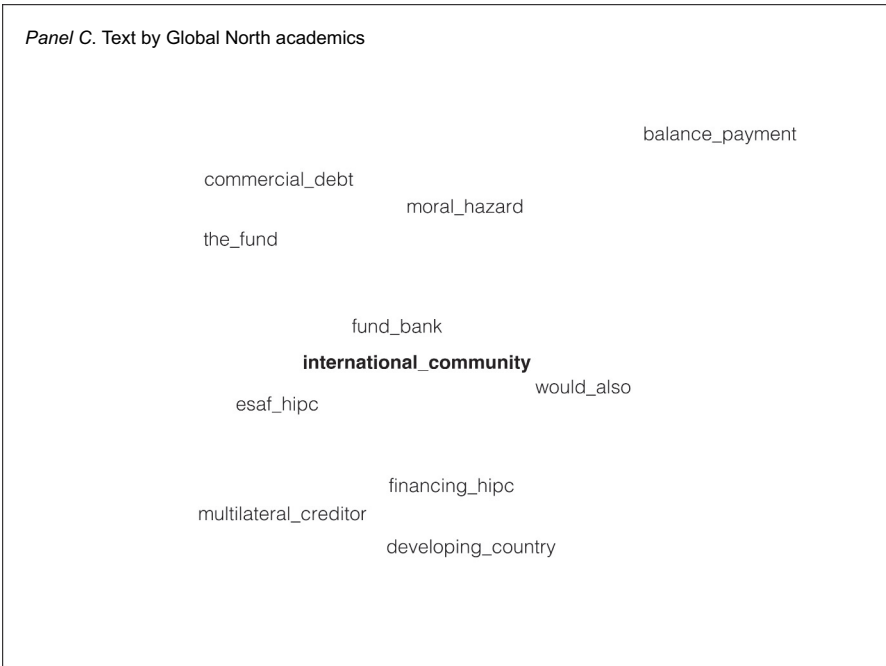 Panel C. Text by Global North academics
balance_payment
commercial_debt
moral_hazard
the_fund
fund_bank
international_community
would_also
esaf_hipc
financing_hipc
multilateral_creditor
developing_country